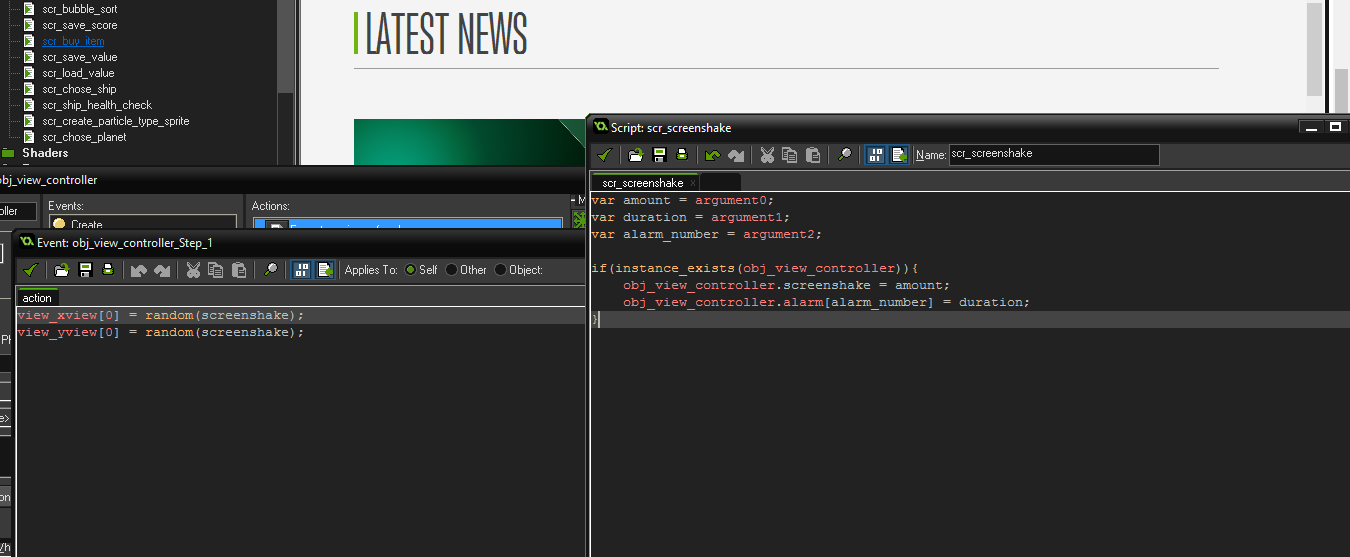 scr_bubble_sort
scr_save_score
scr_buy_item
scr_save_value
scr_load_value
scr_chose_ship
scr_ship_health_check
scr_create_particle_type_sprite
scr_chose_planet
Shaders
LATEST NEWS
obj_view_controller
Events:
Actions:
Create
Event: obj_view_controller_Step_1
Applies To: Self Other Object:
action
view_xview[0] = random(screenshake);
view_yview[0] = random(screenshake);
Script: scr_screenshake
Name: scr_screenshake
scr_screenshake x
var amount = argument0;
var duration = argument1;
var alarm_number = argument2;
if(instance_exists(obj_view_controller)){
obj_view_controller.screenshake = amount;
obj_view_controller.alarm[alarm_number] = duration;
}